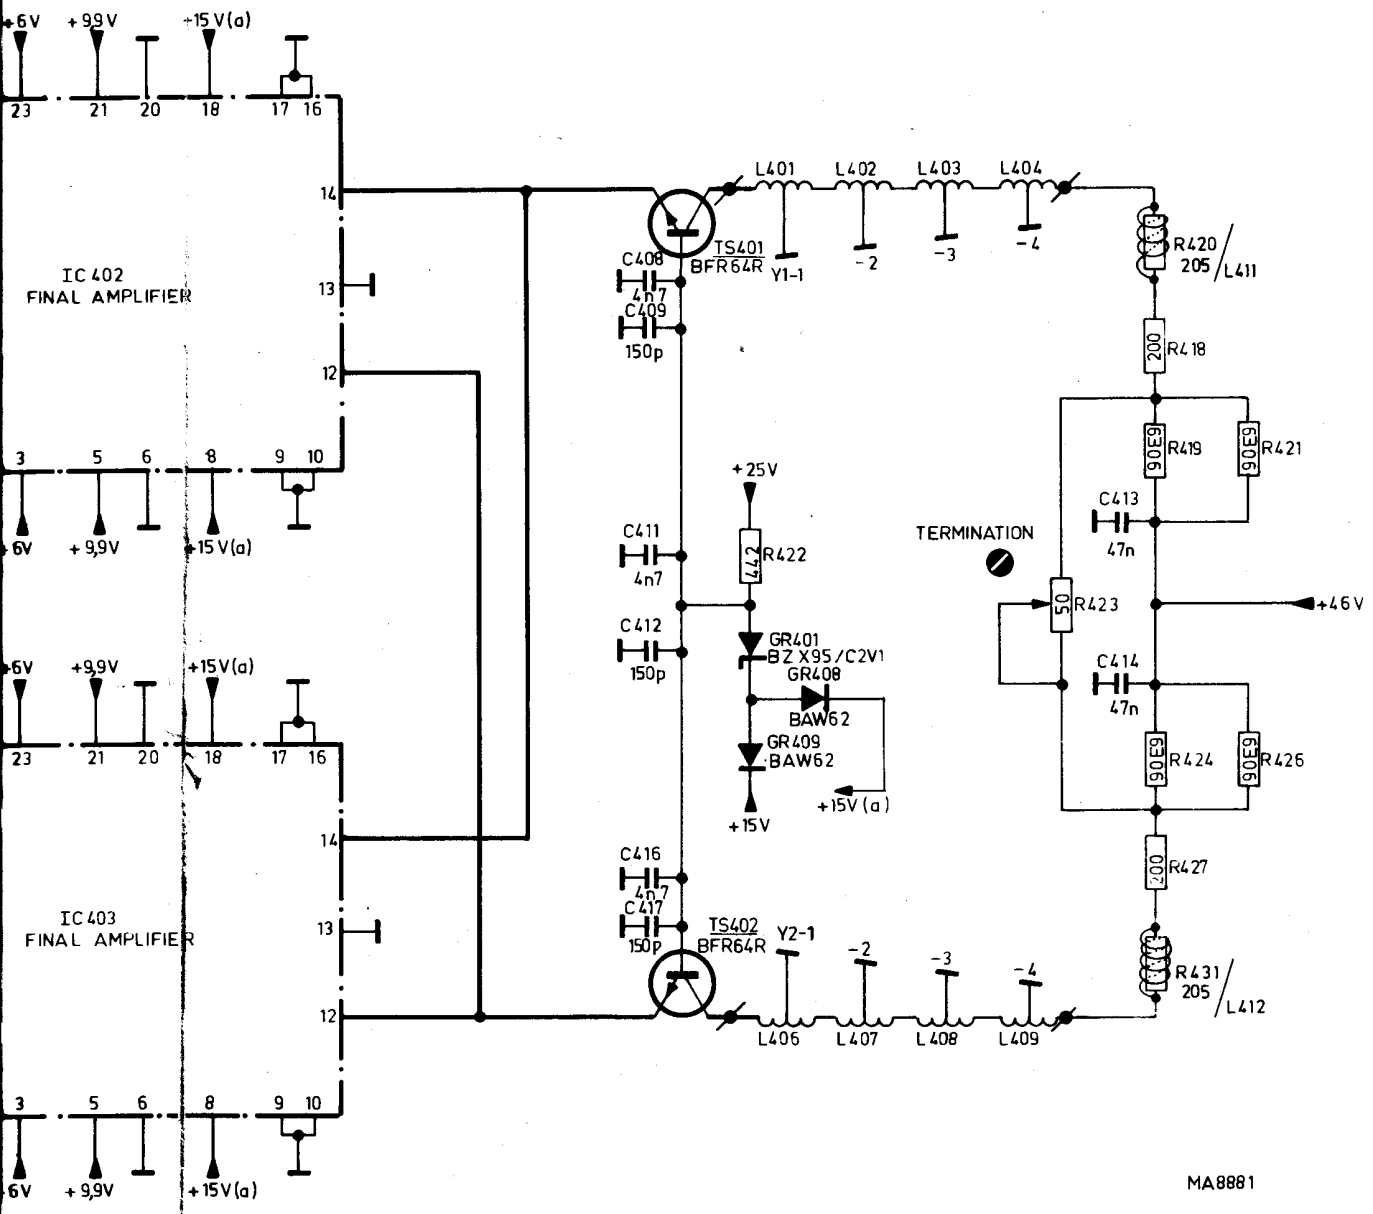 +6V +9,9V +15V(a)
23 21 20 18 17 16
14
IC 402
FINAL AMPLIFIER
13
12
3 5 6 8 9 10
+6V +9,9V +15V(a)
+6V +9,9V +15V(a)
23 21 20 18 17 16
14
IC 403
FINAL AMPLIFIER
13
12
3 5 6 8 9 10
6V +9,9V +15V(a)
TS401
BFR64R
C408
4n7
C409
150p
C411
4n7
C412
150p
C416
4n7
C417
150p
TS402
BFR64R
+25V
442 R422
GR401
BZX95/C2V1
GR408
BAW62
GR409
BAW62
+15V
+15V(a)
L401 L402 L403 L404
Y1-1 -2 -3 -4
R420
205 /L411
200 R418
90E9 R419
90E9 R421
C413
47n
TERMINATION
50 R423
+46V
C414
47n
90E9 R424
90E9 R426
200 R427
R431
205 /L412
Y2-1 -2 -3 -4
L406 L407 L408 L409
MA8881